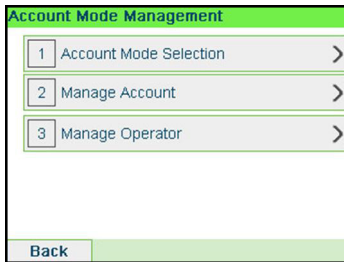 Account Mode Management
1 Account Mode Selection
2 Manage Account
3 Manage Operator
Back